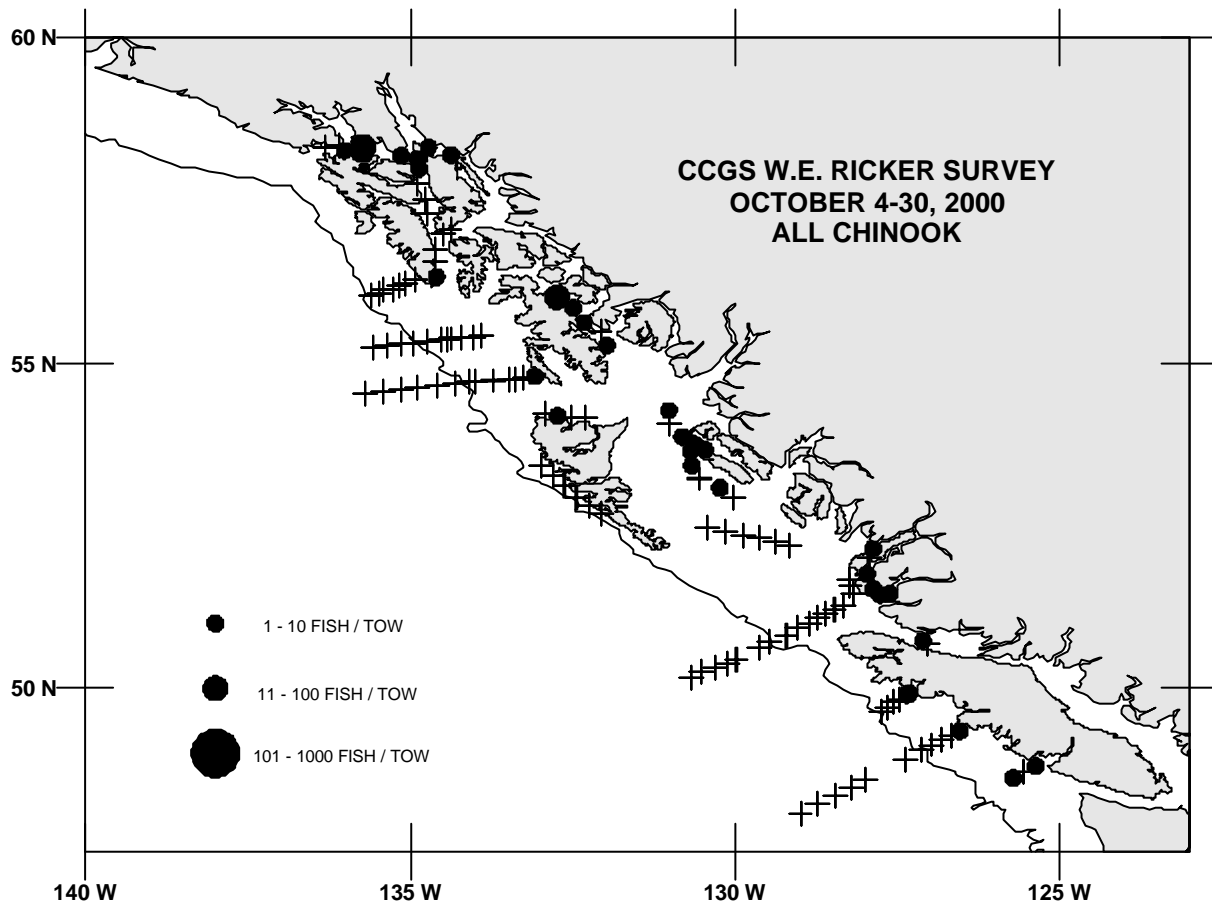 60 N
CCGS W.E. RICKER SURVEY
OCTOBER 4-30, 2000
ALL CHINOOK
55 N
1 - 10 FISH / TOW
50 N
11 - 100 FISH / TOW
101 - 1000 FISH / TOW
140 W
135 W
130 W
125 W